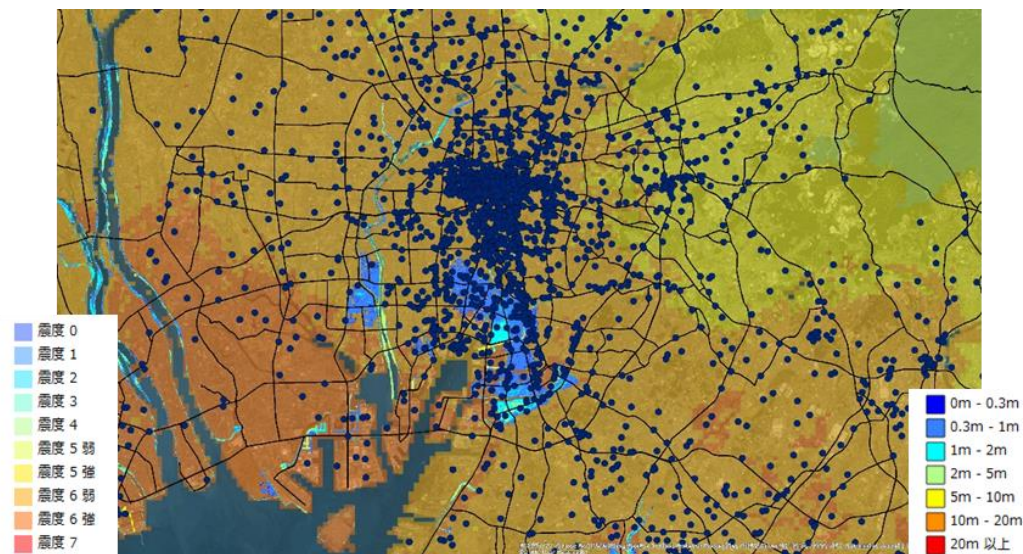 震度 0
震度 1
震度 2
震度 3
震度 4
震度 5 弱
震度 5 強
震度 6 弱
震度 6 強
震度 7
0m - 0.3m
0.3m - 1m
1m - 2m
2m - 5m
5m - 10m
10m - 20m
20m 以上